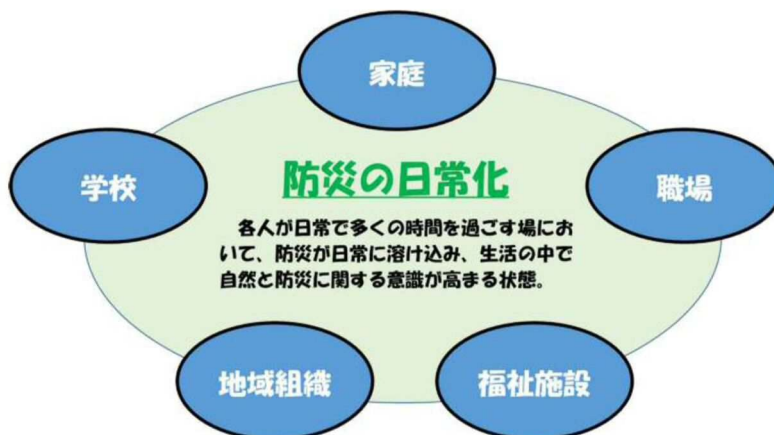 家庭
学校
職場
防災の日常化
各人が日常で多くの時間を過ごす場にお
いて、防災が日常に溶け込み、生活の中で
自然と防災に関する意識が高まる状態。
地域組織
福祉施設